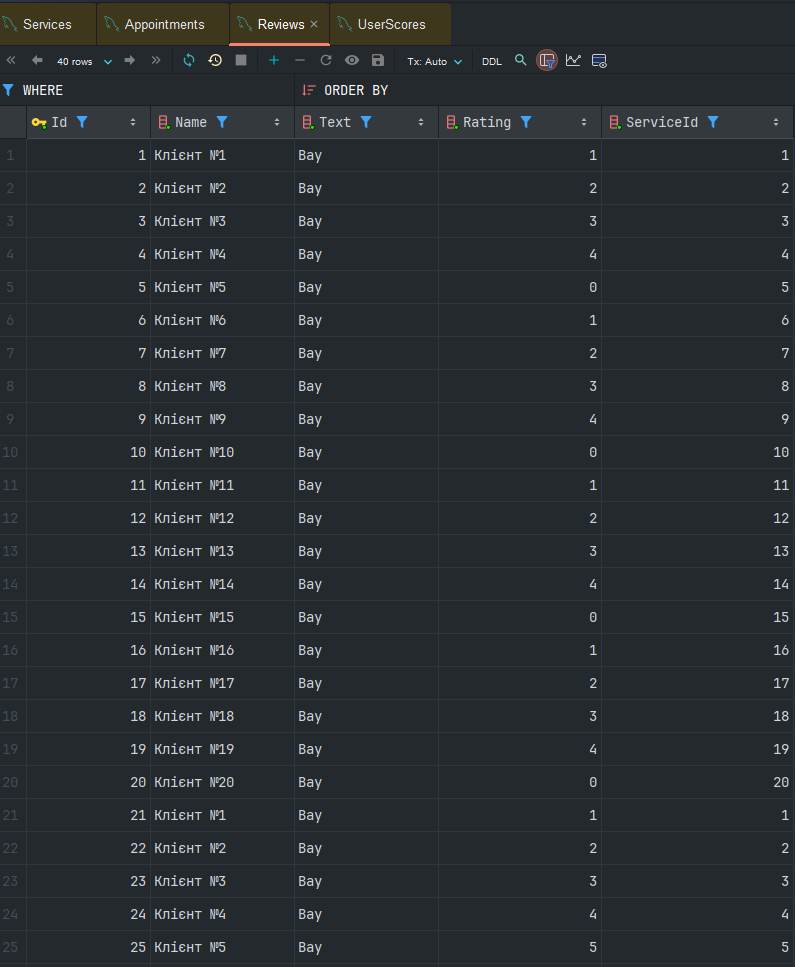 Services Appointments Reviews × UserScores
40 rows Tx: Auto DDL
WHERE ORDER BY
Id Name Text Rating ServiceId
1 1 Клієнт №1 Вау 1 1
2 2 Клієнт №2 Вау 2 2
3 3 Клієнт №3 Вау 3 3
4 4 Клієнт №4 Вау 4 4
5 5 Клієнт №5 Вау 0 5
6 6 Клієнт №6 Вау 1 6
7 7 Клієнт №7 Вау 2 7
8 8 Клієнт №8 Вау 3 8
9 9 Клієнт №9 Вау 4 9
10 10 Клієнт №10 Вау 0 10
11 11 Клієнт №11 Вау 1 11
12 12 Клієнт №12 Вау 2 12
13 13 Клієнт №13 Вау 3 13
14 14 Клієнт №14 Вау 4 14
15 15 Клієнт №15 Вау 0 15
16 16 Клієнт №16 Вау 1 16
17 17 Клієнт №17 Вау 2 17
18 18 Клієнт №18 Вау 3 18
19 19 Клієнт №19 Вау 4 19
20 20 Клієнт №20 Вау 0 20
21 21 Клієнт №1 Вау 1 1
22 22 Клієнт №2 Вау 2 2
23 23 Клієнт №3 Вау 3 3
24 24 Клієнт №4 Вау 4 4
25 25 Клієнт №5 Вау 5 5